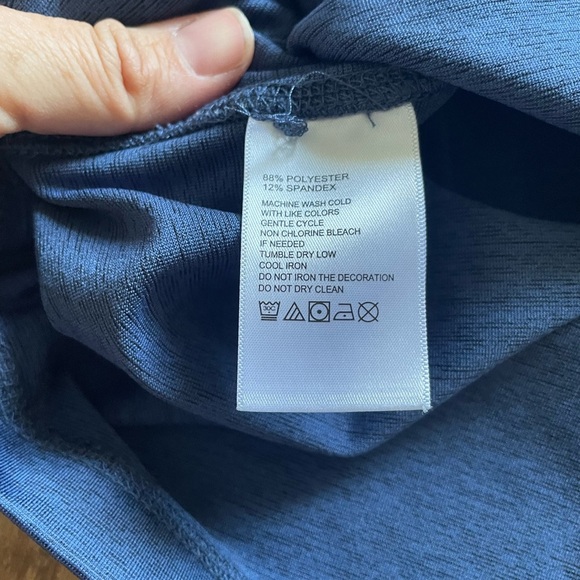 88% POLYESTER
12% SPANDEX
MACHINE WASH COLD
WITH LIKE COLORS
GENTLE CYCLE
NON CHLORINE BLEACH
IF NEEDED
TUMBLE DRY LOW
COOL IRON
DO NOT IRON THE DECORATION
DO NOT DRY CLEAN